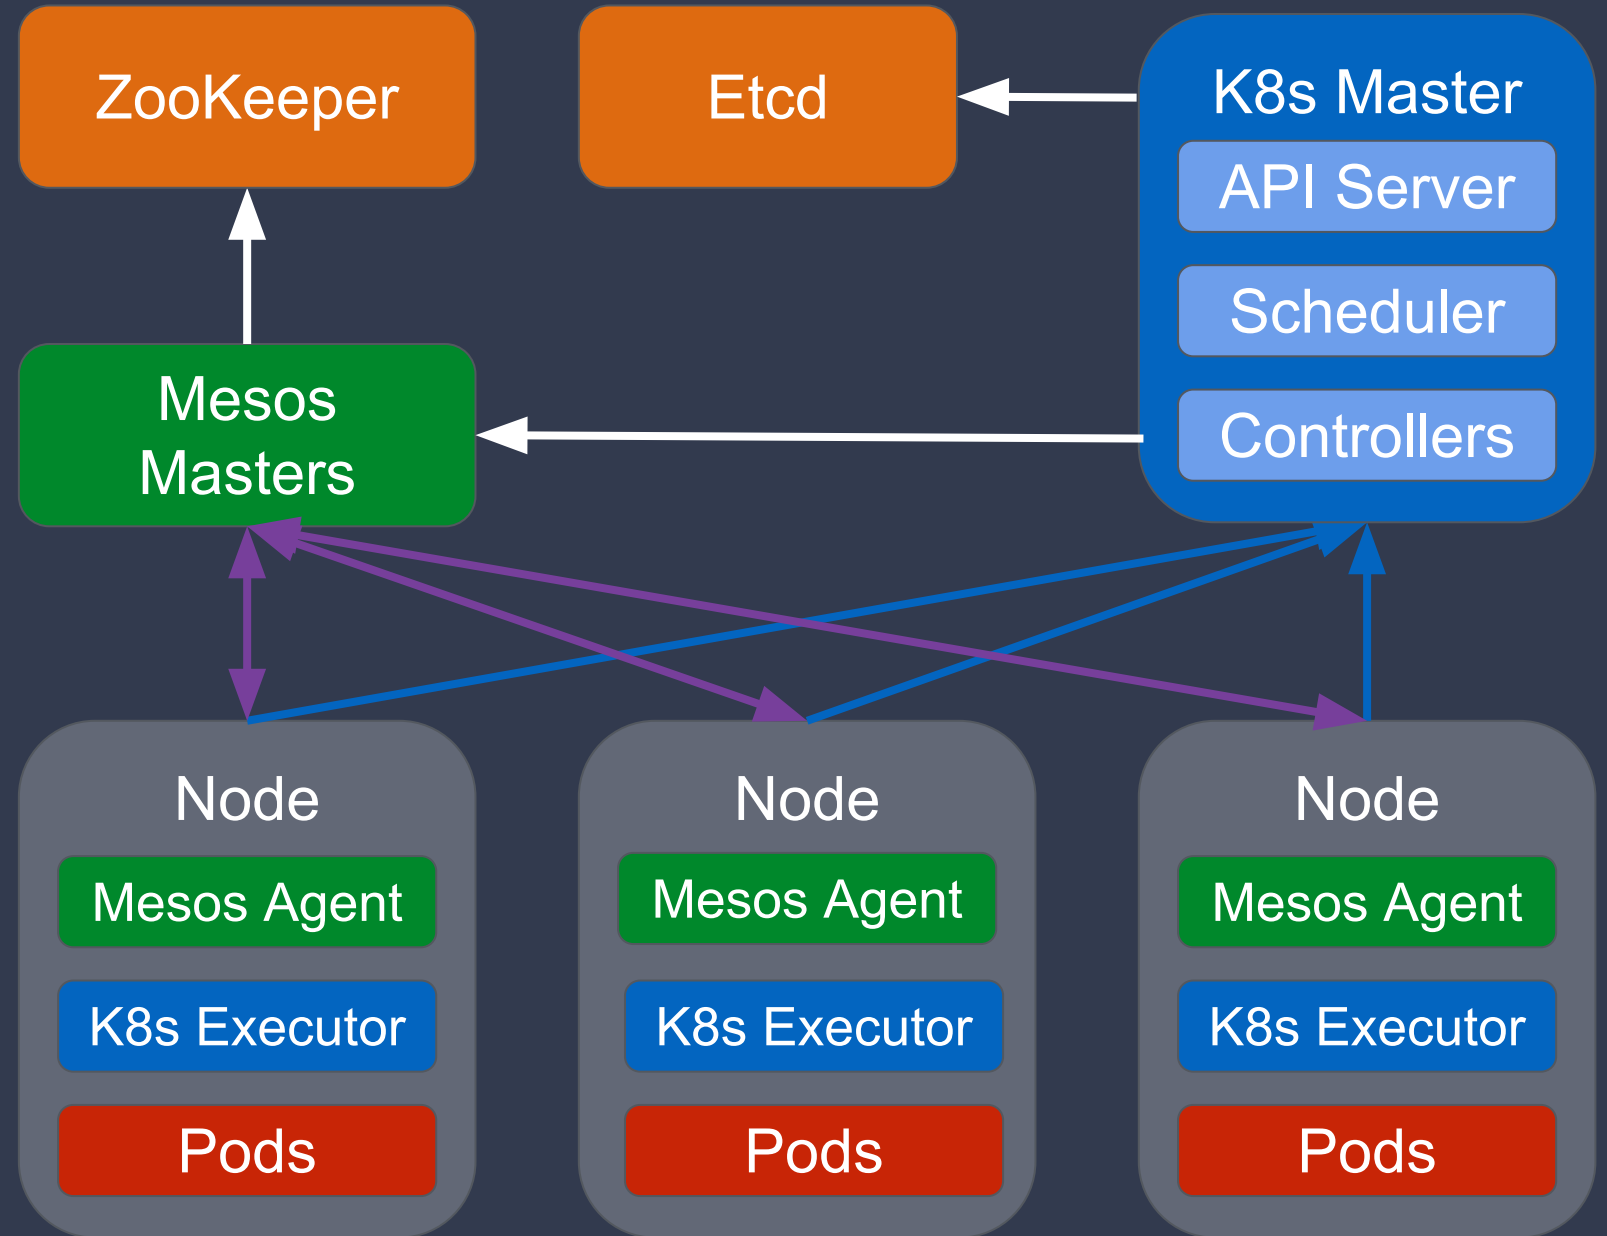 ZooKeeper
Etcd
K8s Master
API Server
Scheduler
Controllers
Mesos
Masters
Node
Mesos Agent
K8s Executor
Pods
Node
Mesos Agent
K8s Executor
Pods
Node
Mesos Agent
K8s Executor
Pods